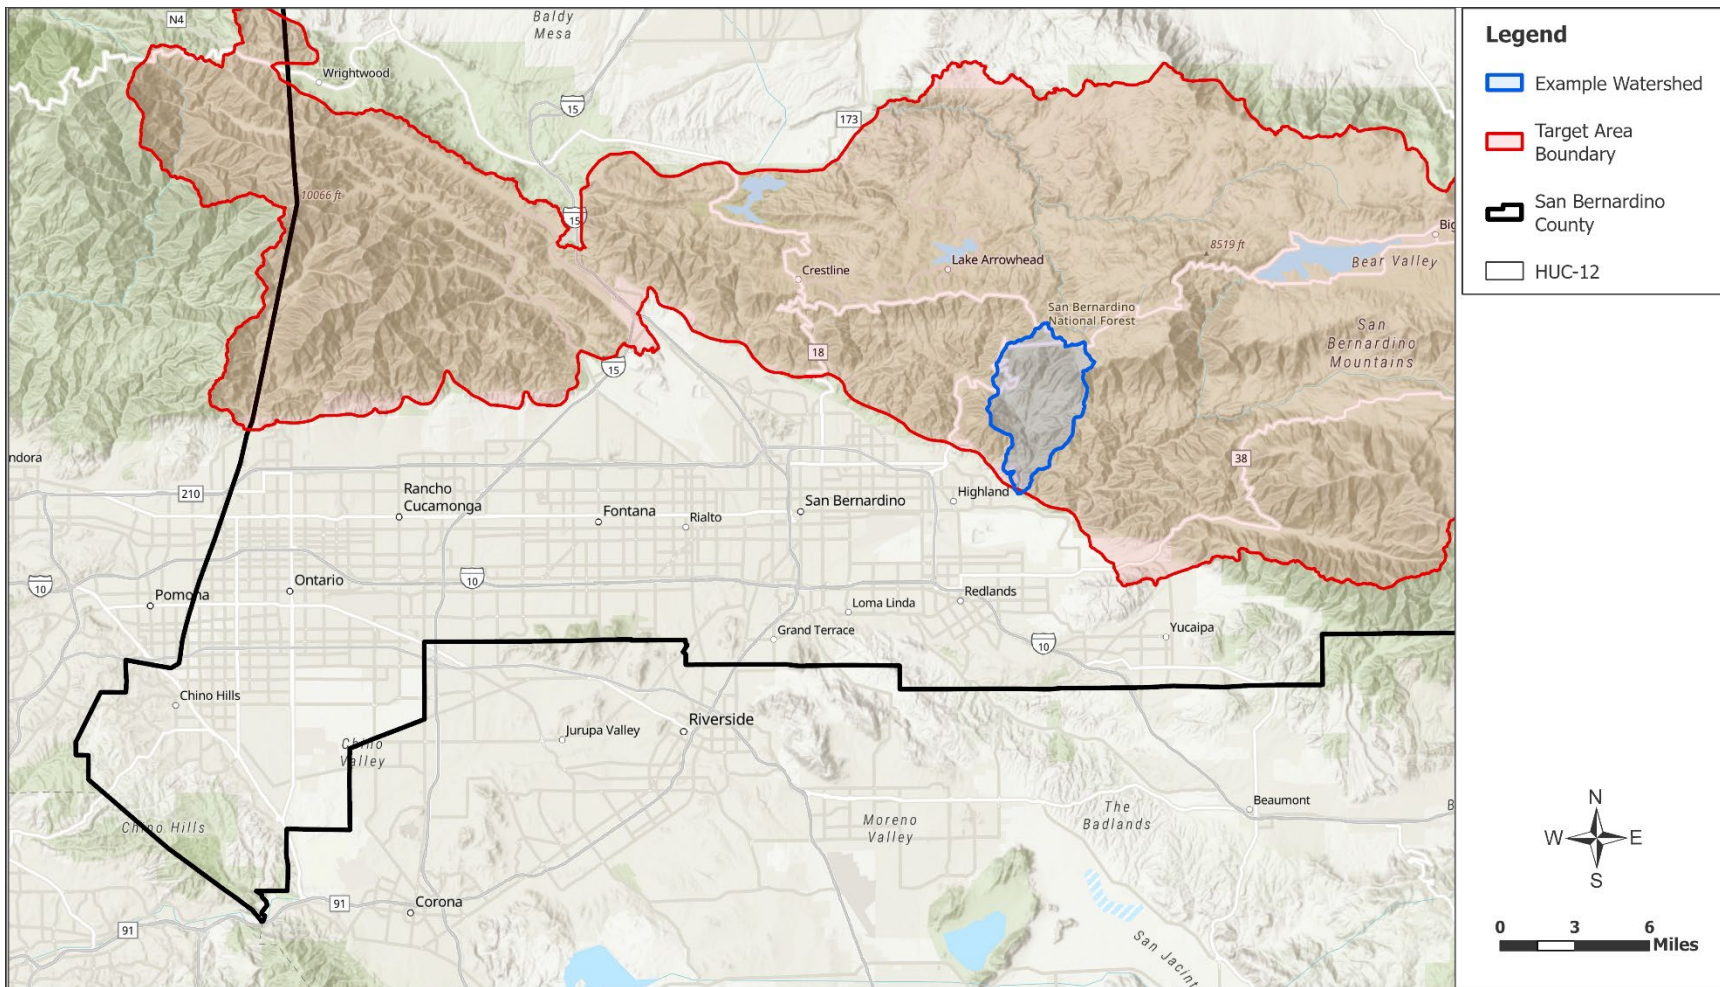 N4
Baldy
Mesa
Wrightwood
15
173
10066 ft
15
Crestline
Lake Arrowhead
8519 ft
Big
Bear Valley
San Bernardino
National Forest
San
Bernardino
Mountains
18
15
38
ndora
210
Rancho
Cucamonga
Fontana
Rialto
San Bernardino
Highland
10
Pomona
Ontario
10
Loma Linda
Redlands
Grand Terrace
10
Yucaipa
Chino Hills
Chino
Valley
Jurupa Valley
Riverside
Chino Hills
Moreno
Valley
The
Badlands
Beaumont
B
91
91
Corona
San Jacint
Legend
Example Watershed
Target Area
Boundary
San Bernardino
County
HUC-12
N
W E
S
0 3 6 Miles